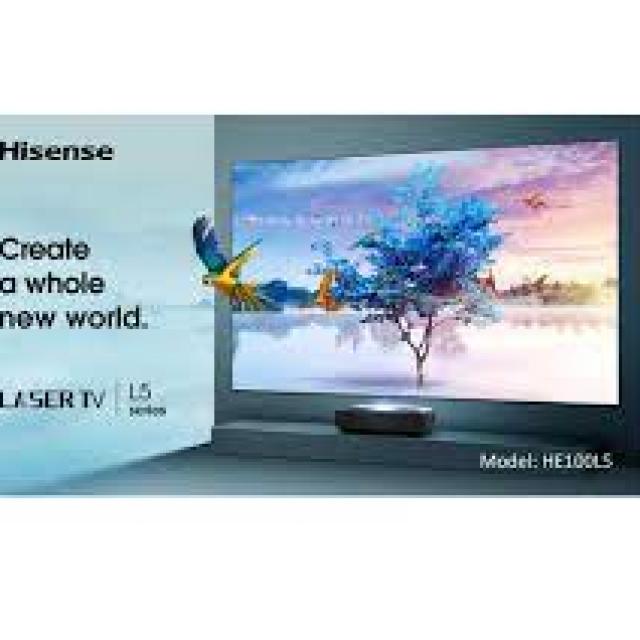 Hisense
Create
a whole
new world.
LASER TV
L5
series
Model: HE100L5